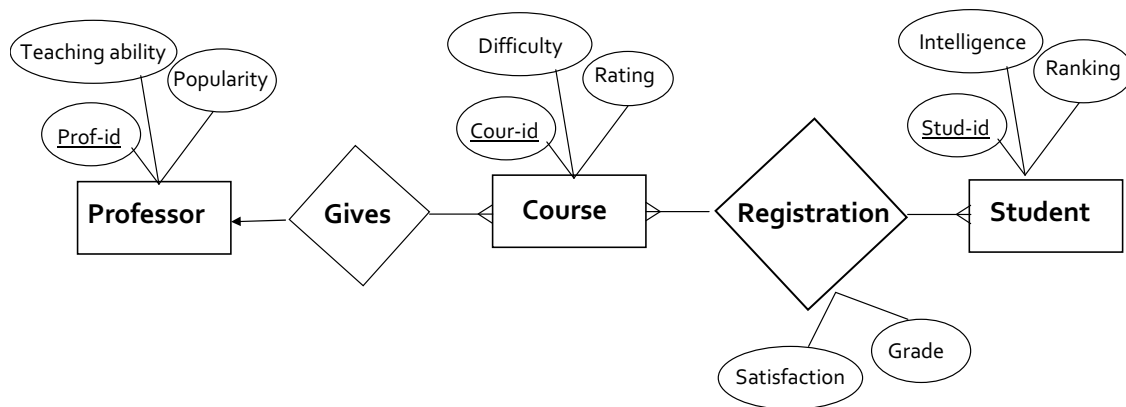 Teaching ability
Popularity
Prof-id
Professor
Gives
Difficulty
Rating
Cour-id
Course
Registration
Satisfaction
Grade
Intelligence
Ranking
Stud-id
Student